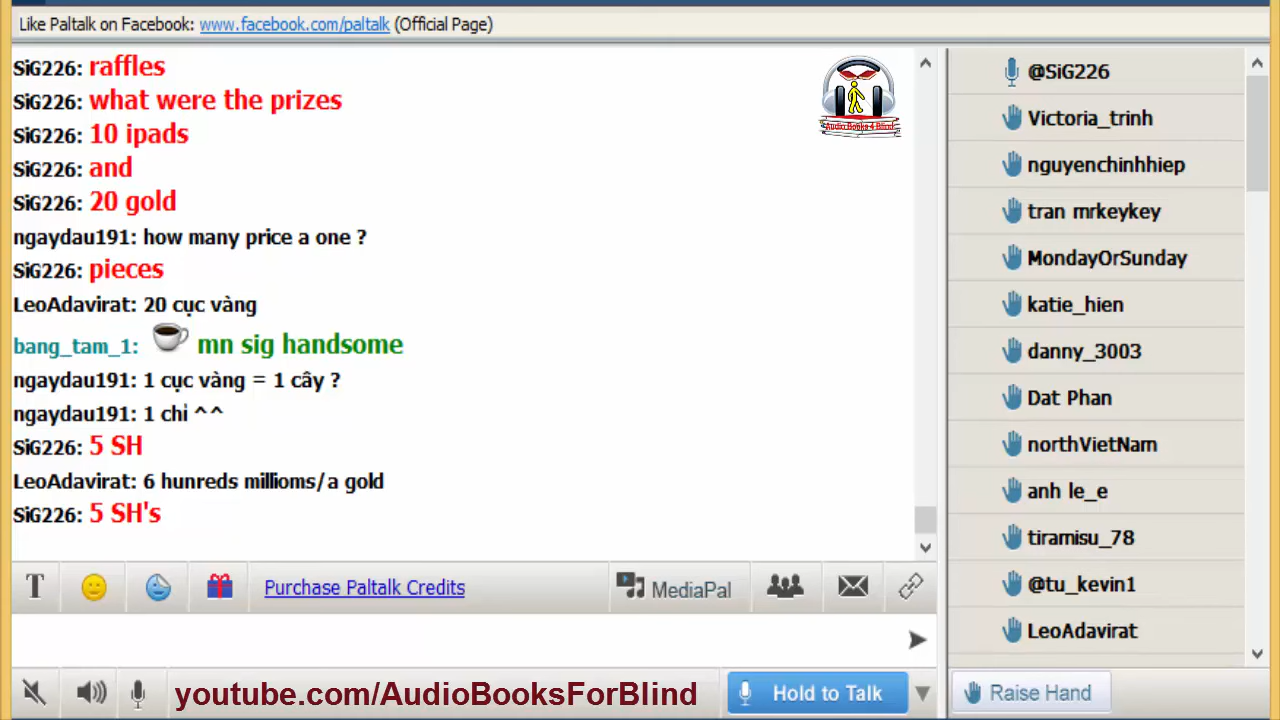 Like Paltalk on Facebook: www.facebook.com/paltalk (Official Page)
SiG226: raffles
SiG226: what were the prizes
SiG226: 10 ipads
SiG226: and
SiG226: 20 gold
ngaydau191: how many price a one ?
SiG226: pieces
LeoAdavirat: 20 cục vàng
bang_tam_1: mn sig handsome
ngaydau191: 1 cục vàng = 1 cây ?
ngaydau191: 1 chỉ ^^
SiG226: 5 SH
LeoAdavirat: 6 hunreds millioms/a gold
SiG226: 5 SH's
Audio Books 4 Blind
@SiG226
Victoria_trinh
nguyenchinhhiep
tran mrkeykey
MondayOrSunday
katie_hien
danny_3003
Dat Phan
northVietNam
anh le_e
tiramisu_78
@tu_kevin1
LeoAdavirat
T
Purchase Paltalk Credits
MediaPal
youtube.com/AudioBooksForBlind
Hold to Talk
Raise Hand